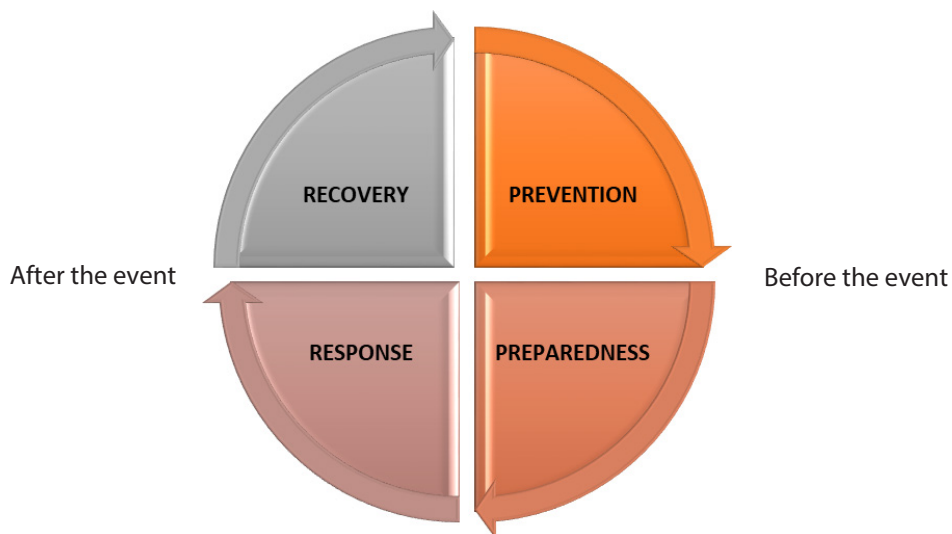 RECOVERY
PREVENTION
After the event
Before the event
RESPONSE
PREPAREDNESS